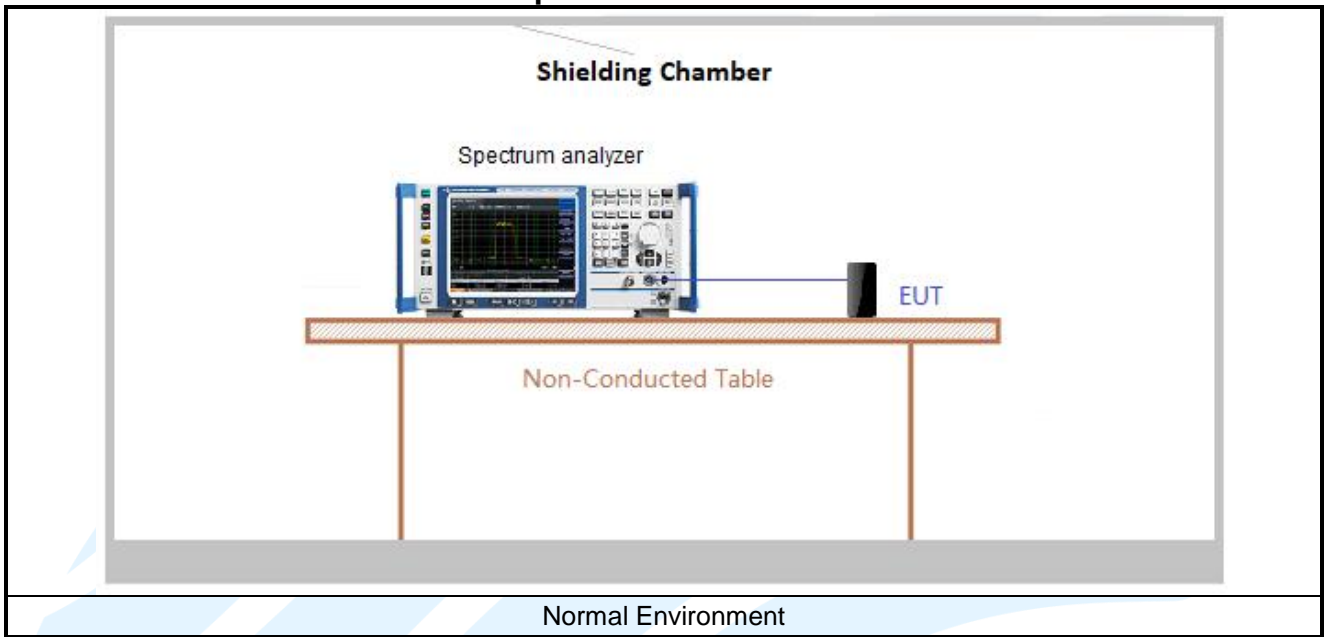 Shielding Chamber
Spectrum analyzer
EUT
Non-Conducted Table
Normal Environment